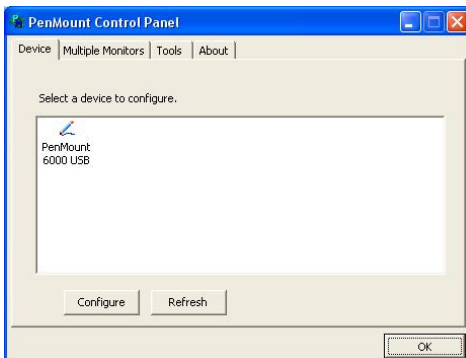 PenMount Control Panel
Device Multiple Monitors Tools About
Select a device to configure.
PenMount
6000 USB
Configure Refresh
OK